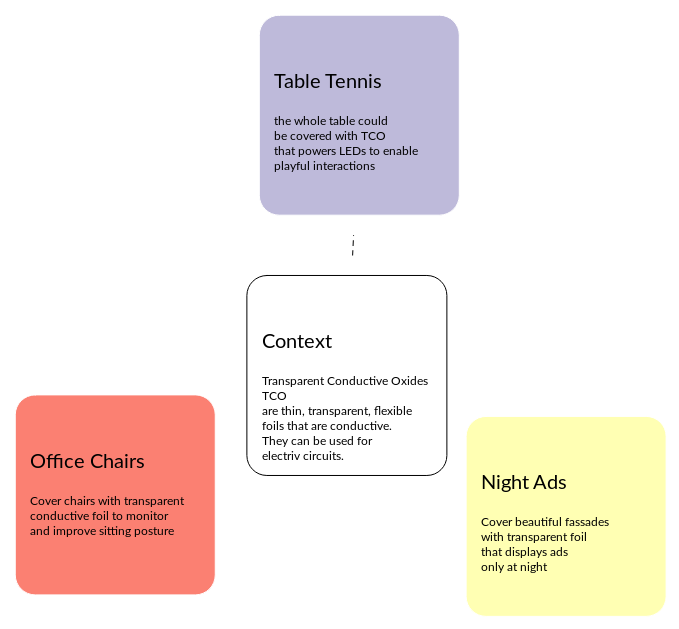 Table Tennis
the whole table could
be covered with TCO
that powers LEDs to enable
playful interactions
Context
Transparent Conductive Oxides
TCO
are thin, transparent, flexible
foils that are conductive.
They can be used for
electriv circuits.
Office Chairs
Cover chairs with transparent
conductive foil to monitor
and improve sitting posture
Night Ads
Cover beautiful fassades
with transparent foil
that displays ads
only at night